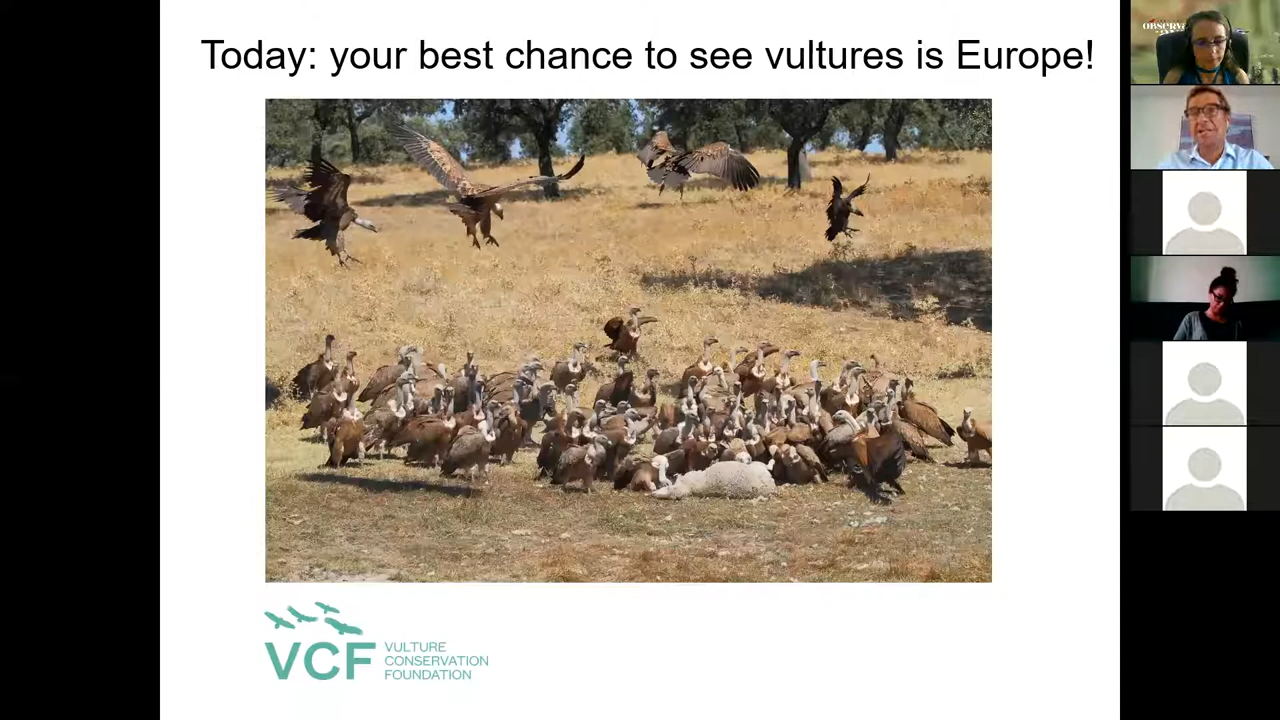 Today: your best chance to see vultures is Europe!
VCF
VULTURE
CONSERVATION
FOUNDATION